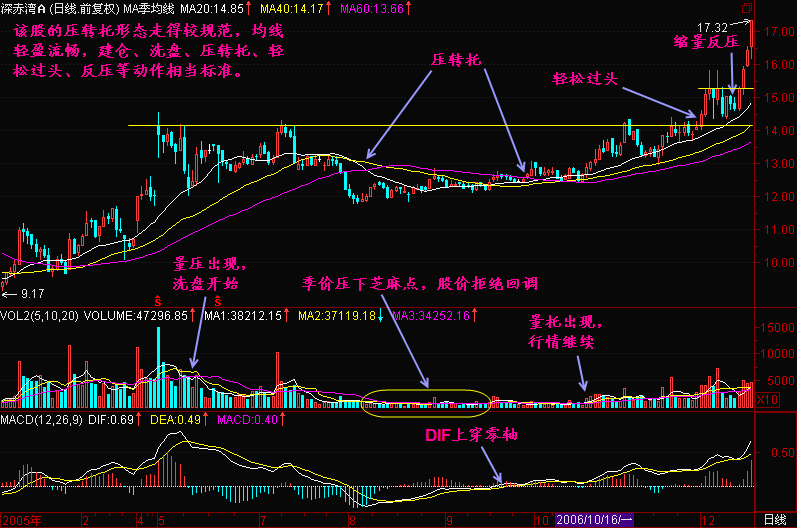 深赤湾A (日线.前复权) MA季均线 MA20:14.85↑ MA40:14.17↑ MA60:13.66↑
该股的压转托形态走得较规范，均线
轻盈流畅，建仓、洗盘、压转托、轻
松过头、反压等动作相当标准。
17.32
缩量反压
压转托
轻松过头
17.00
16.00
15.00
14.00
13.00
12.00
11.00
10.00
量压出现，
洗盘开始
季价压下芝麻点，股价拒绝回调
← 9.17
S
S
VOL2(5,10,20) VOLUME:47296.85↑ MA1:38212.15↑ MA2:37119.18↓ MA3:34252.16↑
量托出现，
行情继续
15000
10000
5000
X10
MACD(12,26,9) DIF:0.69↑ DEA:0.49↑ MACD:0.40↑
DIF上穿零轴
0.50
0.00
2006年 2 4 5 7 8 9 10 2006/10/16/一 12 日线